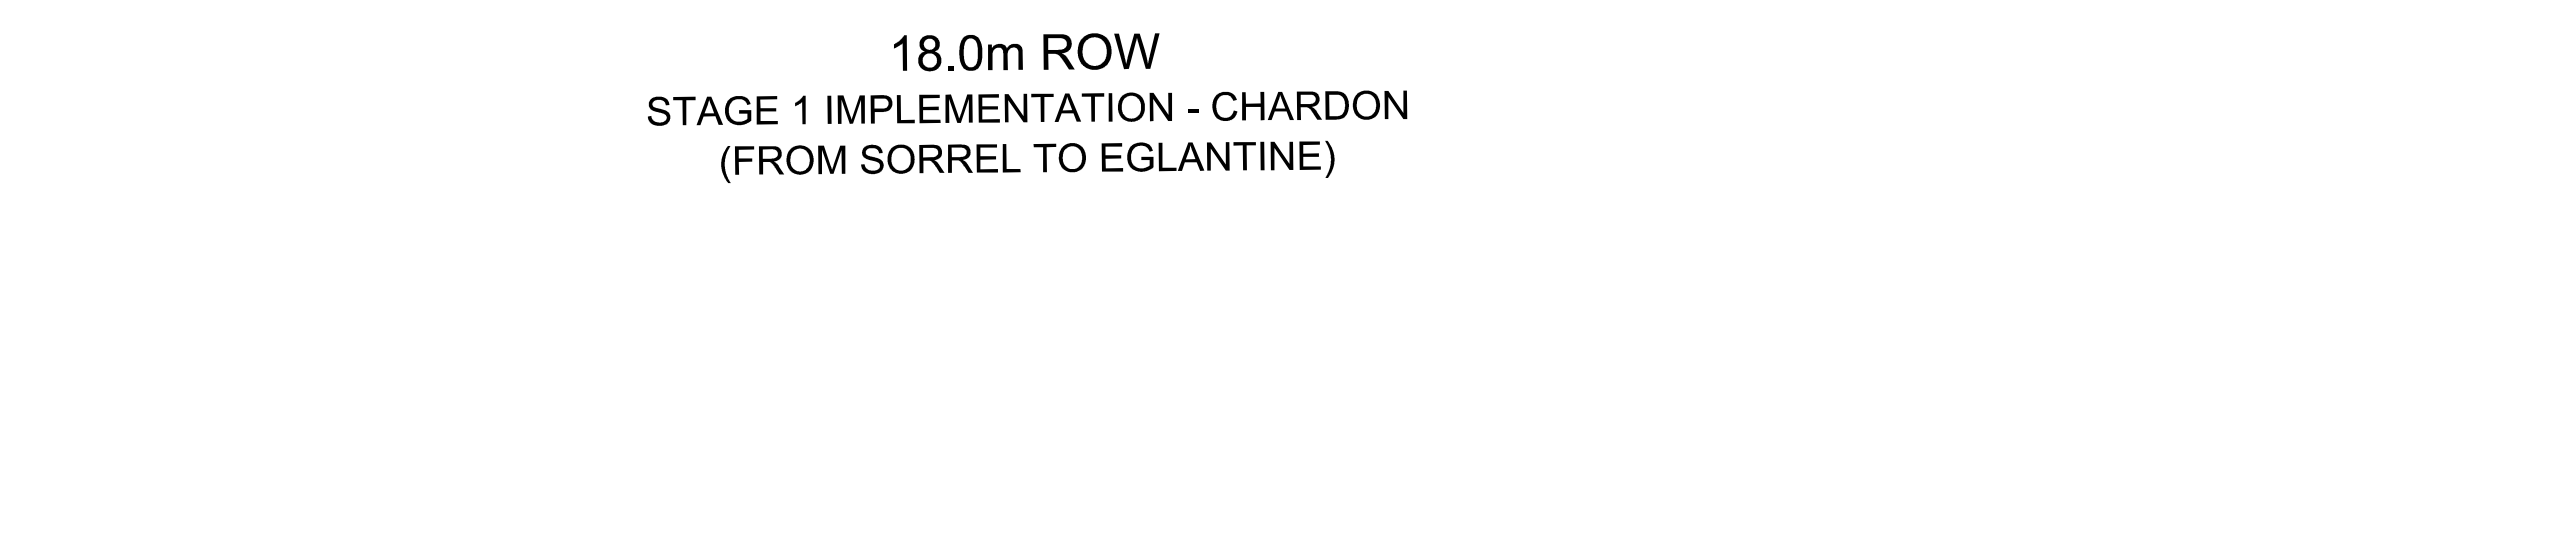 18.0m ROW
STAGE 1 IMPLEMENTATION - CHARDON
(FROM SORREL TO EGLANTINE)